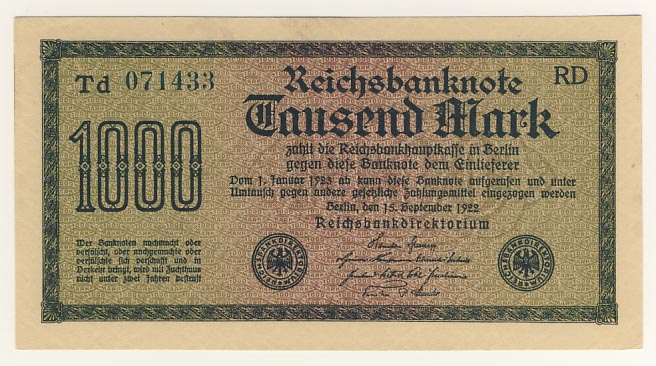 Td 071433
Reichsbanknote
RD
Tausend Mark
1000
zahlt die Reichsbankhauptkasse in Berlin
gegen diese Banknote dem Einlieferer
Vom 1. Januar 1923 ab kann diese Banknote aufgerufen und unter
Umtausch gegen andere gesetzliche Zahlungsmittel eingezogen werden
Berlin, den 15. September 1922
Reichsbankdirektorium
Wer Banknoten nachmacht oder
verfälscht, oder nachgemachte oder
verfälschte sich verschafft und in
Verkehr bringt, wird mit Zuchthaus
nicht unter zwei Jahren bestraft
REICHSBANKDIREKTORIUM
REICHSBANKDIREKTORIUM